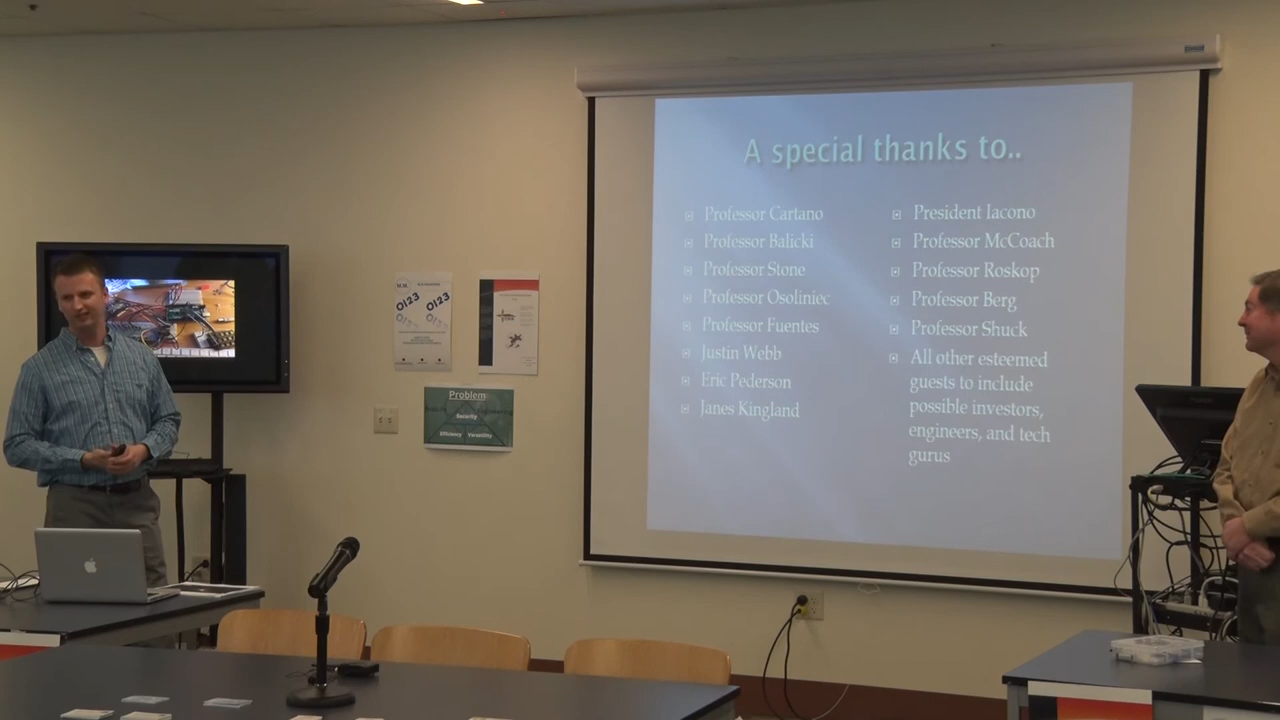 A special thanks to..
Professor Cartano
Professor Balicki
Professor Stone
Professor Osoliniec
Professor Fuentes
Justin Webb
Eric Pederson
Janes Kingland
President Iacono
Professor McCoach
Professor Roskop
Professor Berg
Professor Shuck
All other esteemed
guests to include
possible investors,
engineers, and tech
gurus
0123
0123
Problem
Security
Efficiency
Versatility